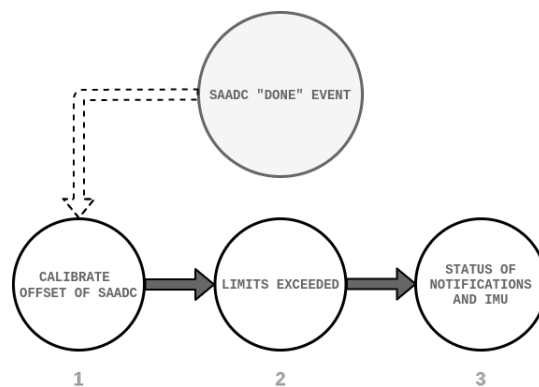 SAADC "DONE" EVENT
CALIBRATE
OFFSET OF SAADC
LIMITS EXCEEDED
STATUS OF
NOTIFICATIONS
AND IMU
1
2
3